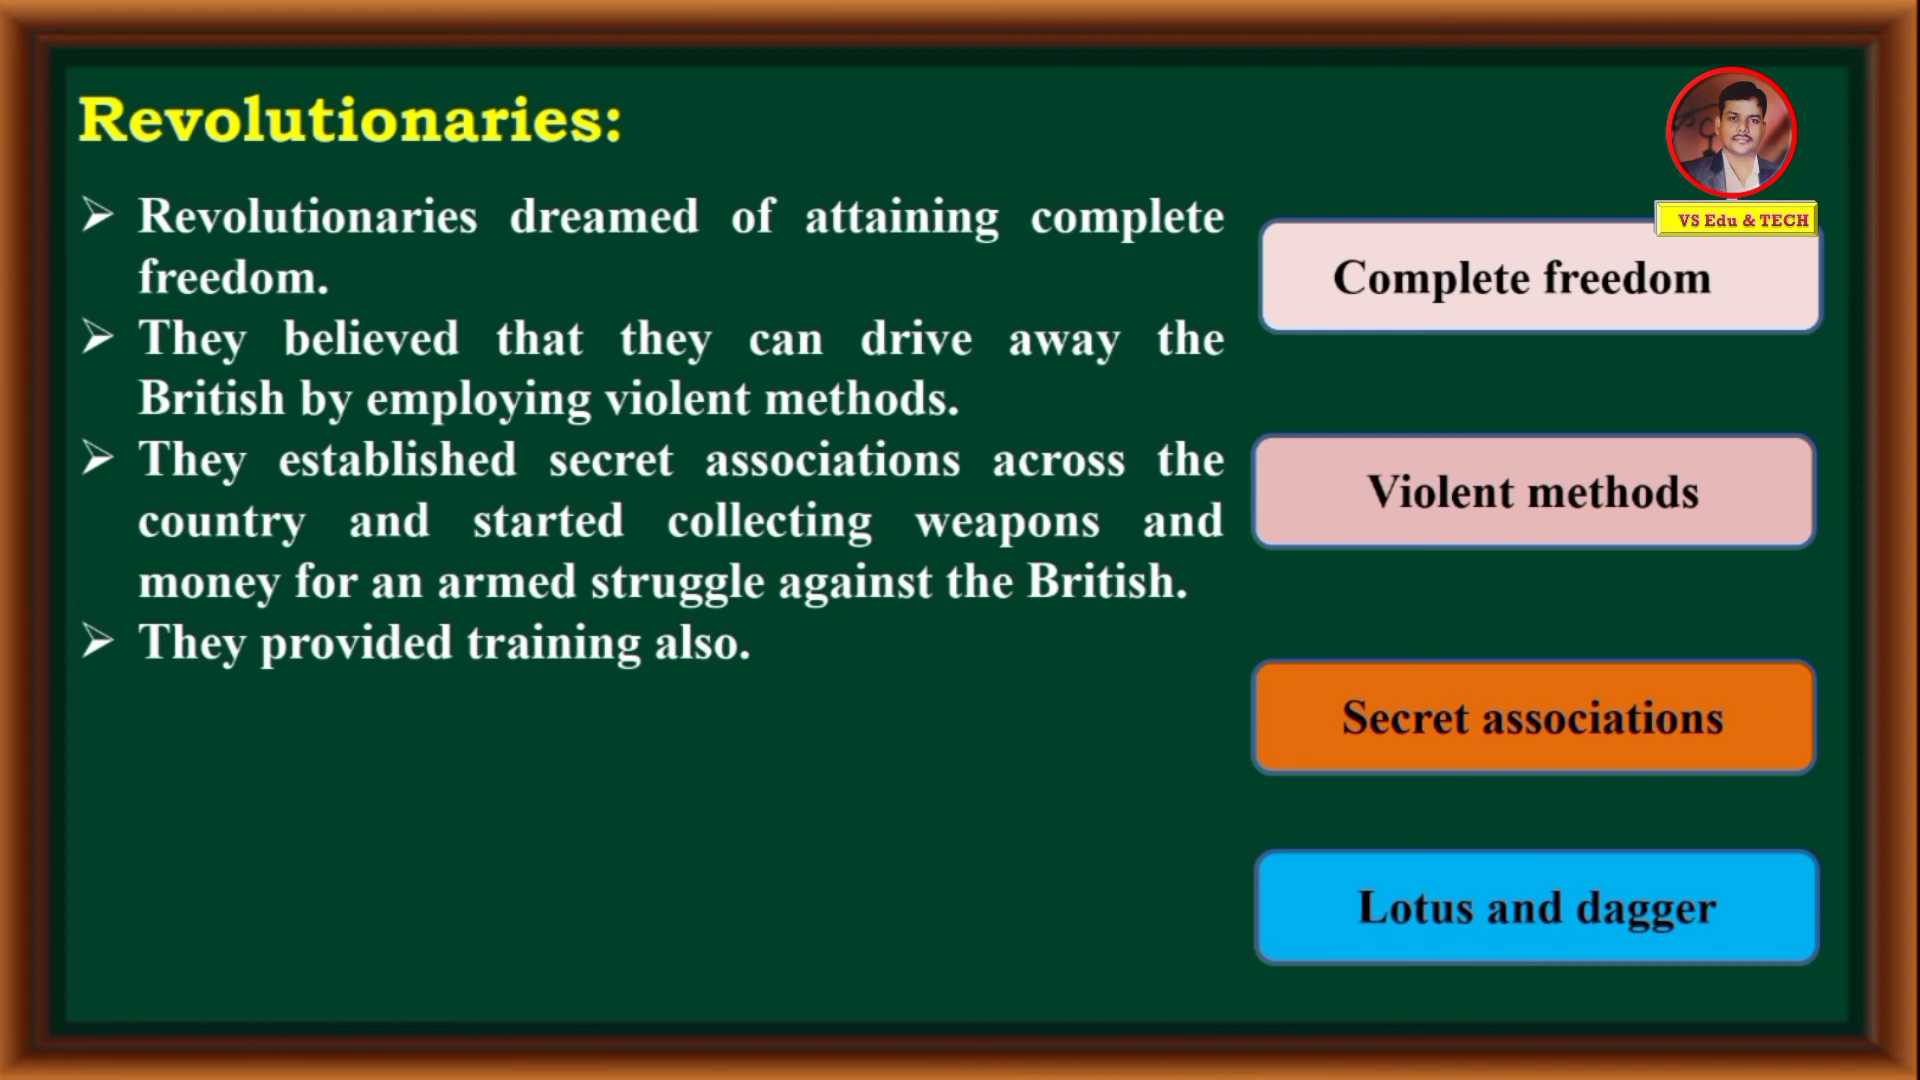 Revolutionaries:
➢ Revolutionaries dreamed of attaining complete
freedom.
➢ They believed that they can drive away the
British by employing violent methods.
➢ They established secret associations across the
country and started collecting weapons and
money for an armed struggle against the British.
➢ They provided training also.
VS Edu & TECH
Complete freedom
Violent methods
Secret associations
Lotus and dagger